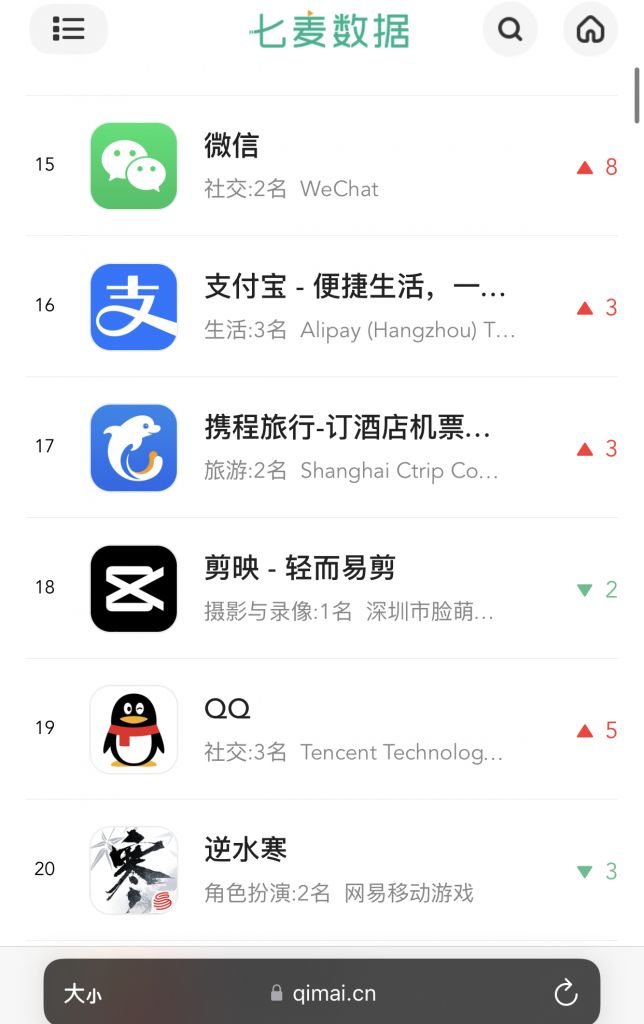 七麦数据
15
微信
社交:2名 WeChat
▲ 8
16
支付宝 - 便捷生活，一…
生活:3名 Alipay (Hangzhou) T…
▲ 3
17
携程旅行-订酒店机票…
旅游:2名 Shanghai Ctrip Co…
▲ 3
18
剪映 - 轻而易剪
摄影与录像:1名 深圳市脸萌…
▼ 2
19
QQ
社交:3名 Tencent Technolog…
▲ 5
20
逆水寒
角色扮演:2名 网易移动游戏
▼ 3
支
寒
大小 qimai.cn